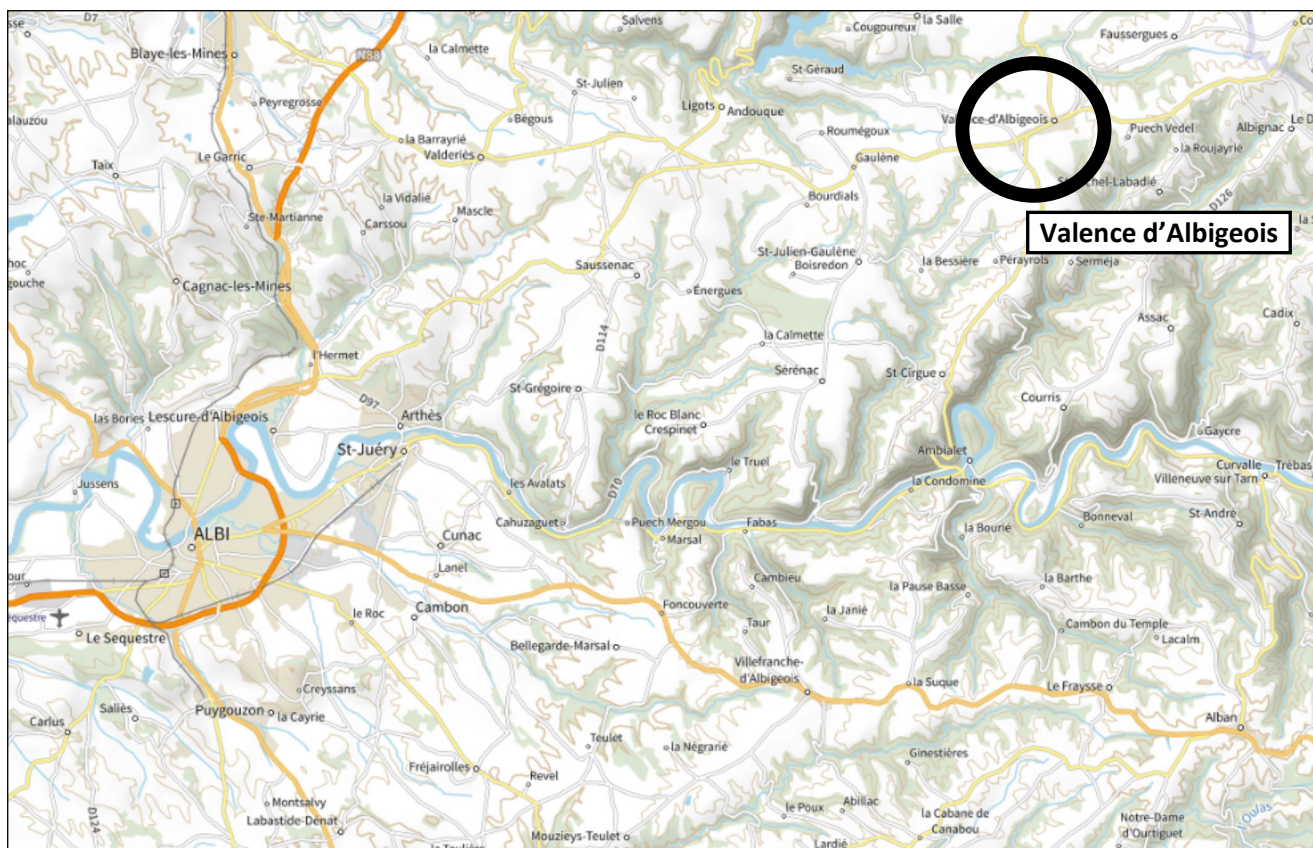 D7
Salvens
la Salle
Cougoureux
Faussergues
Blaye-les-Mines
N88
la Calmette
St-Géraud
St-Julien
Peyregrosse
Ligots
Andouque
Valence-d'Albigeois
alauzou
Bégous
Roumégoux
Puech Vedel
Albignac
la Barrayrié
Valderiès
la Roujayrié
Le Garric
Taix
Gaulène
la Vidalié
Bourdials
D126
Ste-Martianne
Mascle
Carssou
Valence d'Albigeois
St-Julien-Gaulène
Boisredon
la Bessière
Pérayrols
Serméja
Saussenac
hoc
gouche
Cagnac-les-Mines
Énergues
Assac
Cadix
D114
la Calmette
l'Hermet
Sérénac
St-Cirgue
St-Grégoire
D97
Courris
las Bories
Lescure-d'Albigeois
Arthès
le Roc Blanc
Crespinet
Gaycre
St-Juéry
Ambialet
le Truel
Curvalle
Trébas
Villeneuve sur Tarn
Jussens
les Avalats
D70
la Condomine
Cahuzaguet
Puech Mergou
Marsal
Fabas
la Bourié
Bonneval
St-André
ALBI
Cunac
Lanel
Cambieu
la Pause Basse
la Barthe
equestre
Le Sequestre
le Roc
Cambon
Foncouverte
la Janié
Taur
Cambon du Temple
Lacalm
Bellegarde-Marsal
Villefranche-
d'Albigeois
la Suque
Le Fraysse
Creyssans
Saliès
Puygouzon
la Cayrie
Carlus
Alban
Teulet
la Négrarié
Ginestières
Fréjairolles
Revel
D124
Montsalvy
Labastide-Dénat
le Poux
Abillac
la Cabane de
Canabou
Oulas
Notre-Dame
d'Ourtiguet
Mouzieys-Teulet
Lardié